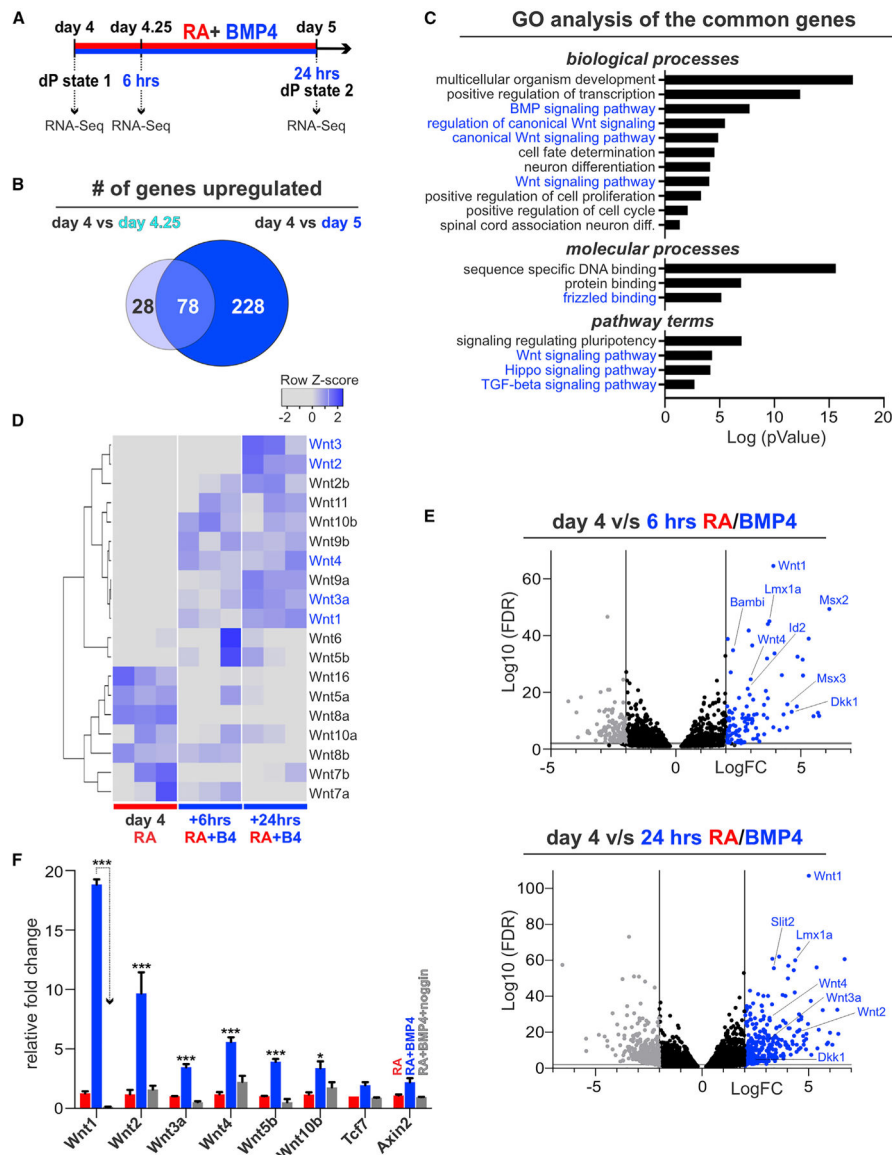 A
day 4
day 4.25
RA+ BMP4
day 5
dP state 1
6 hrs
24 hrs
dP state 2
RNA-Seq
RNA-Seq
RNA-Seq
B
# of genes upregulated
day 4 vs day 4.25
day 4 vs day 5
28
78
228
C
GO analysis of the common genes
biological processes
multicellular organism development
positive regulation of transcription
BMP signaling pathway
regulation of canonical Wnt signaling
canonical Wnt signaling pathway
cell fate determination
neuron differentiation
Wnt signaling pathway
positive regulation of cell proliferation
positive regulation of cell cycle
spinal cord association neuron diff.
molecular processes
sequence specific DNA binding
protein binding
frizzled binding
pathway terms
signaling regulating pluripotency
Wnt signaling pathway
Hippo signaling pathway
TGF-beta signaling pathway
0 5 10 15 20
Log (pValue)
Row Z-score
-2 0 2
D
Wnt3
Wnt2
Wnt2b
Wnt11
Wnt10b
Wnt9b
Wnt4
Wnt9a
Wnt3a
Wnt1
Wnt6
Wnt5b
Wnt16
Wnt5a
Wnt8a
Wnt10a
Wnt8b
Wnt7b
Wnt7a
day 4
RA
+6hrs
RA+B4
+24hrs
RA+B4
E
day 4 v/s 6 hrs RA/BMP4
Log10 (FDR)
60
40
20
0
-5 0 5
LogFC
Wnt1
Lmx1a
Bambi
Msx2
Id2
Wnt4
Msx3
Dkk1
day 4 v/s 24 hrs RA/BMP4
Log10 (FDR)
100
80
60
40
20
0
-5 0 5
LogFC
Wnt1
Slit2
Lmx1a
Wnt4
Wnt3a
Wnt2
Dkk1
F
relative fold change
20
15
10
5
0
***
***
***
***
***
*
RA
RA+BMP4
RA+BMP4+noggin
Wnt1
Wnt2
Wnt3a
Wnt4
Wnt5b
Wnt10b
Tcf7
Axin2